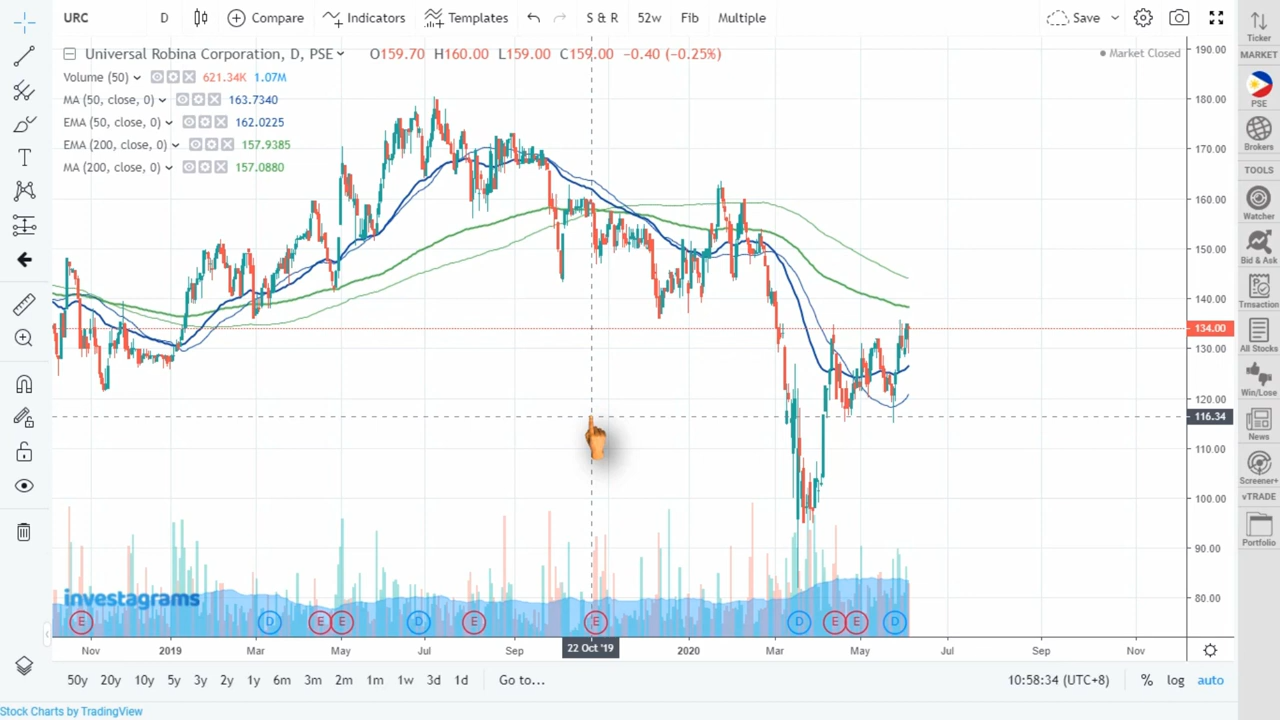 URC D Compare Indicators Templates S & R 52w Fib Multiple Save
Universal Robina Corporation, D, PSE O159.70 H160.00 L159.00 C159.00 -0.40 (-0.25%)
Market Closed
Volume (50) 621.34K 1.07M
MA (50, close, 0) 163.7340
EMA (50, close, 0) 162.0225
EMA (200, close, 0) 157.9385
MA (200, close, 0) 157.0880
190.00
180.00
170.00
160.00
150.00
140.00
134.00
130.00
120.00
116.34
110.00
100.00
90.00
80.00
Ticker
MARKET
PSE
Brokers
TOOLS
Watcher
Bid & Ask
Trnsaction
All Stocks
Win/Lose
News
Screener+
vTRADE
Portfolio
investagrams
E D E E D E E D E E D
Nov 2019 Mar May Jul Sep 22 Oct '19 2020 Mar May Jul Sep Nov
50y 20y 10y 5y 3y 2y 1y 6m 3m 2m 1m 1w 3d 1d Go to... 10:58:34 (UTC+8) % log auto
Stock Charts by TradingView